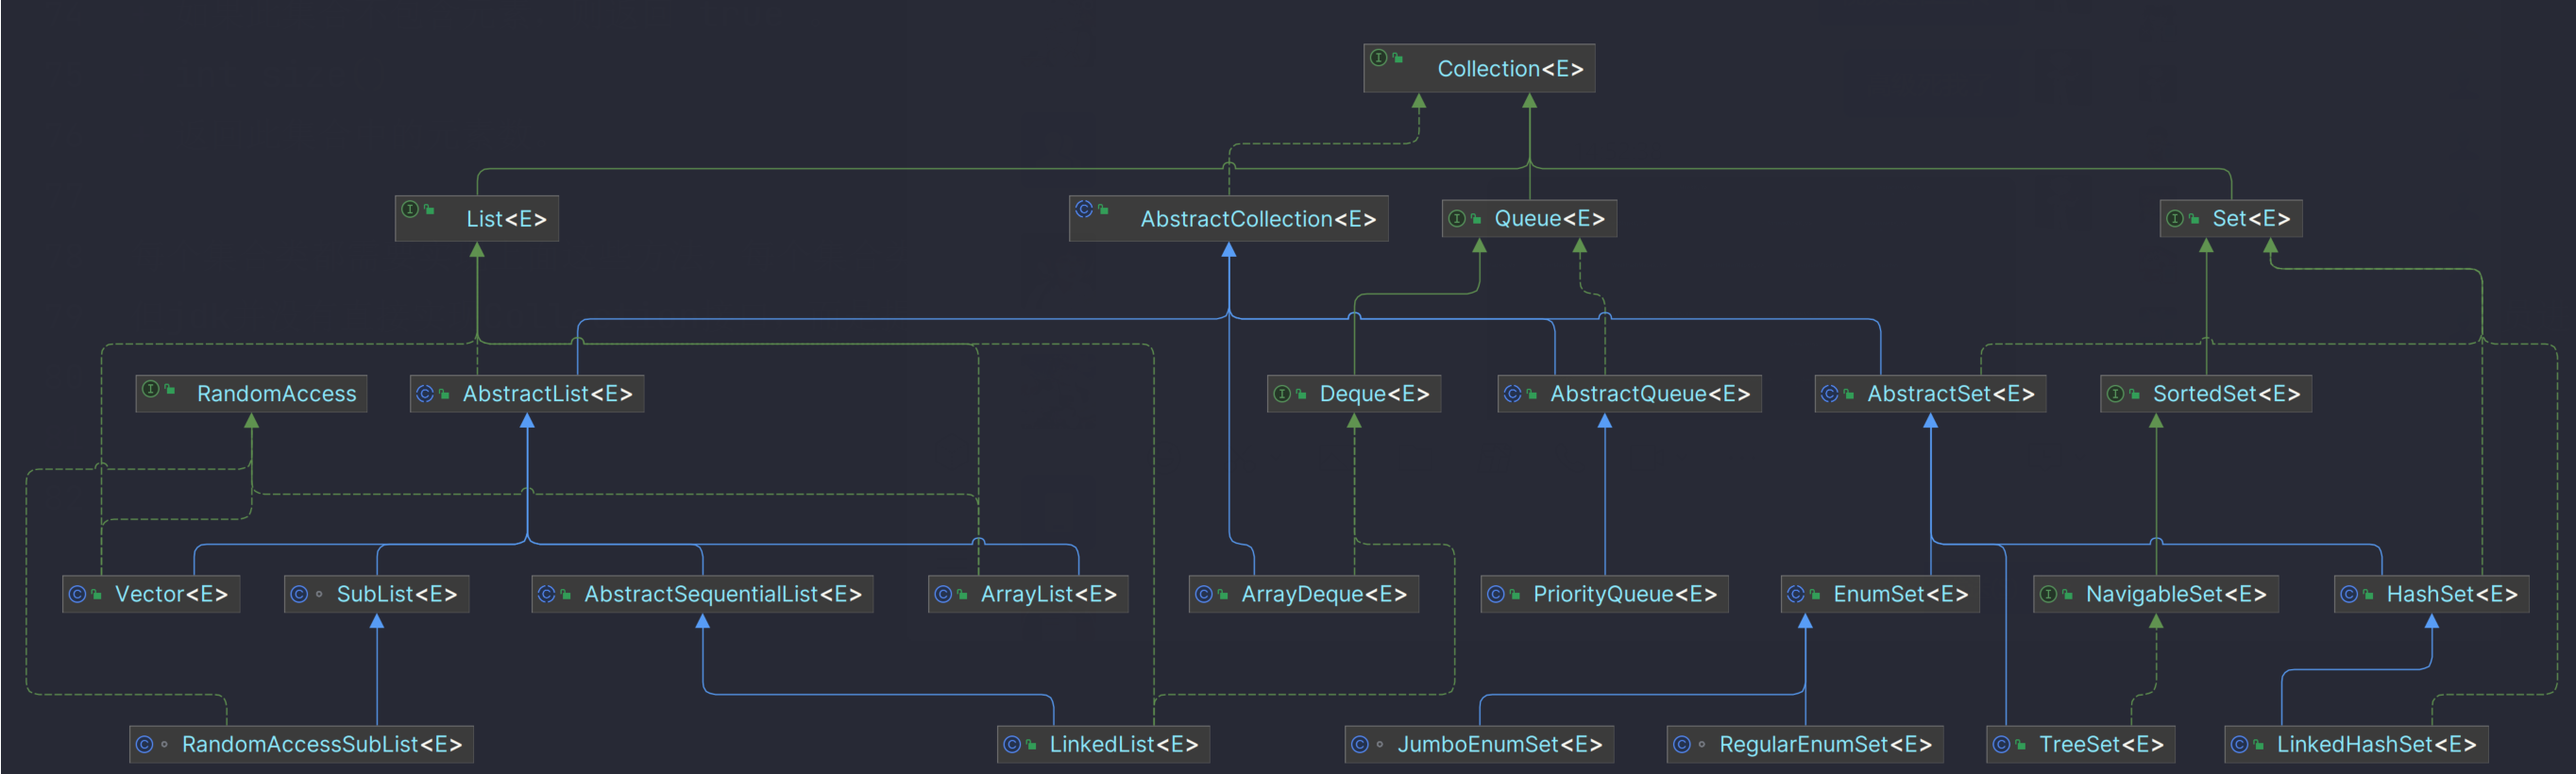 Collection<E>
List<E>
AbstractCollection<E>
Queue<E>
Set<E>
RandomAccess
AbstractList<E>
Deque<E>
AbstractQueue<E>
AbstractSet<E>
SortedSet<E>
Vector<E>
SubList<E>
AbstractSequentialList<E>
ArrayList<E>
ArrayDeque<E>
PriorityQueue<E>
EnumSet<E>
NavigableSet<E>
HashSet<E>
RandomAccessSubList<E>
LinkedList<E>
JumboEnumSet<E>
RegularEnumSet<E>
TreeSet<E>
LinkedHashSet<E>